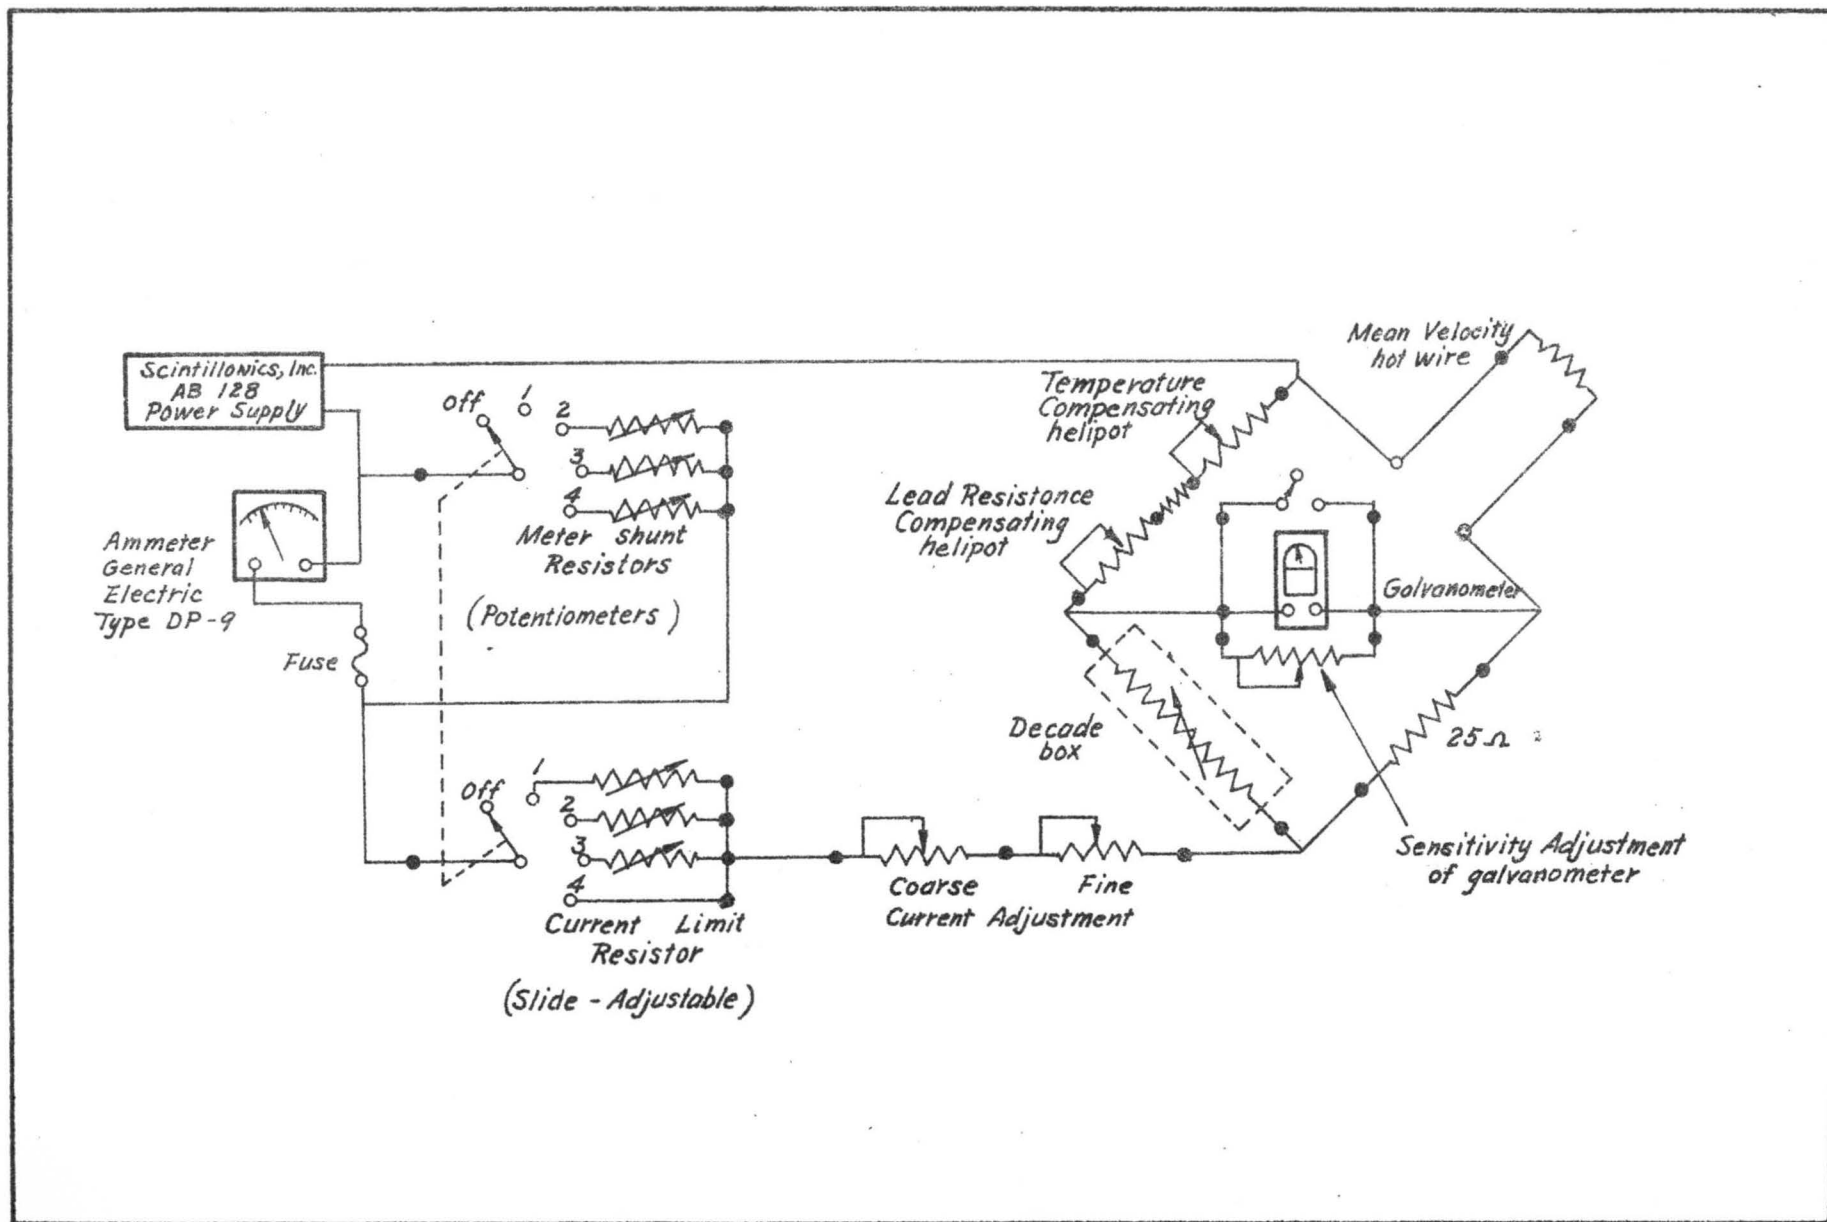 Scintillonics, Inc.
AB 128
Power Supply
Ammeter
General
Electric
Type DP-9
Fuse
Off
1
2
3
4
Meter shunt
Resistors
(Potentiometers)
Off
1
2
3
4
Current Limit
Resistor
(Slide - Adjustable)
Coarse
Fine
Current Adjustment
Temperature
Compensating
helipot
Lead Resistance
Compensating
helipot
Mean Velocity
hot wire
Galvanometer
Decade
box
25Ω
Sensitivity Adjustment
of galvanometer